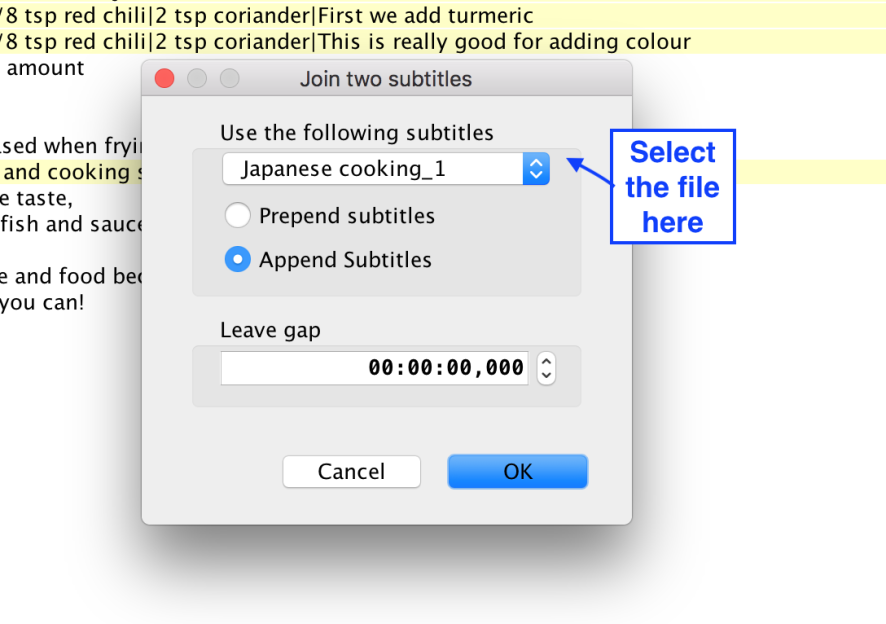 /8 tsp red chili|2 tsp coriander|First we add turmeric
/8 tsp red chili|2 tsp coriander|This is really good for adding colour
amount
Join two subtitles
Use the following subtitles
sed when
Japanese cooking_1
and cooking
e taste,
Prepend subtitles
fish and
Append Subtitles
e and food
you can!
Leave gap
00:00:00,000
Cancel
OK
Select
the file
here